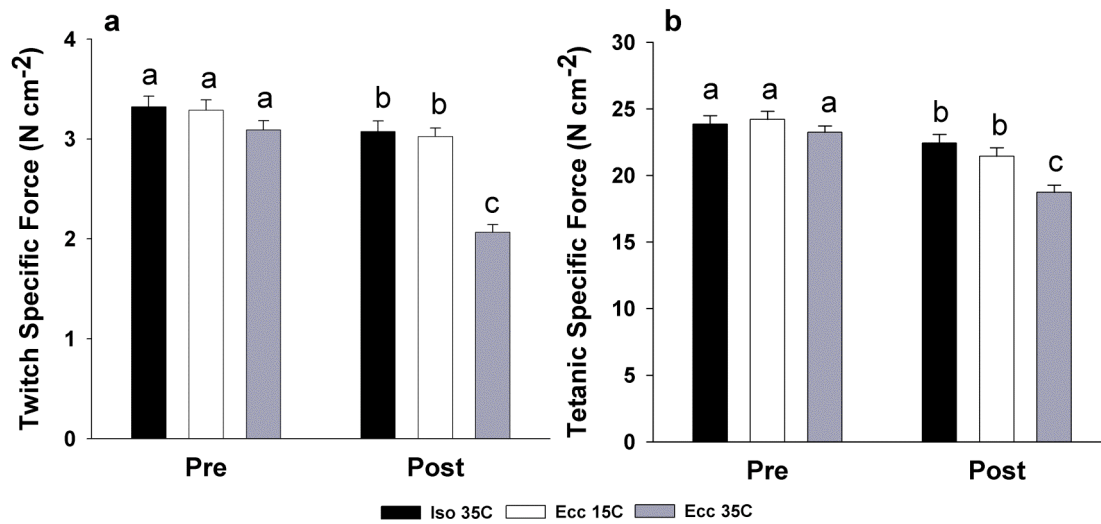 a
Twitch Specific Force (N cm-2)
4
3
2
1
0
a a a
b b c
Pre Post
b
Tetanic Specific Force (N cm-2)
30
25
20
15
10
5
0
a a a
b b c
Pre Post
Iso 35C Ecc 15C Ecc 35C